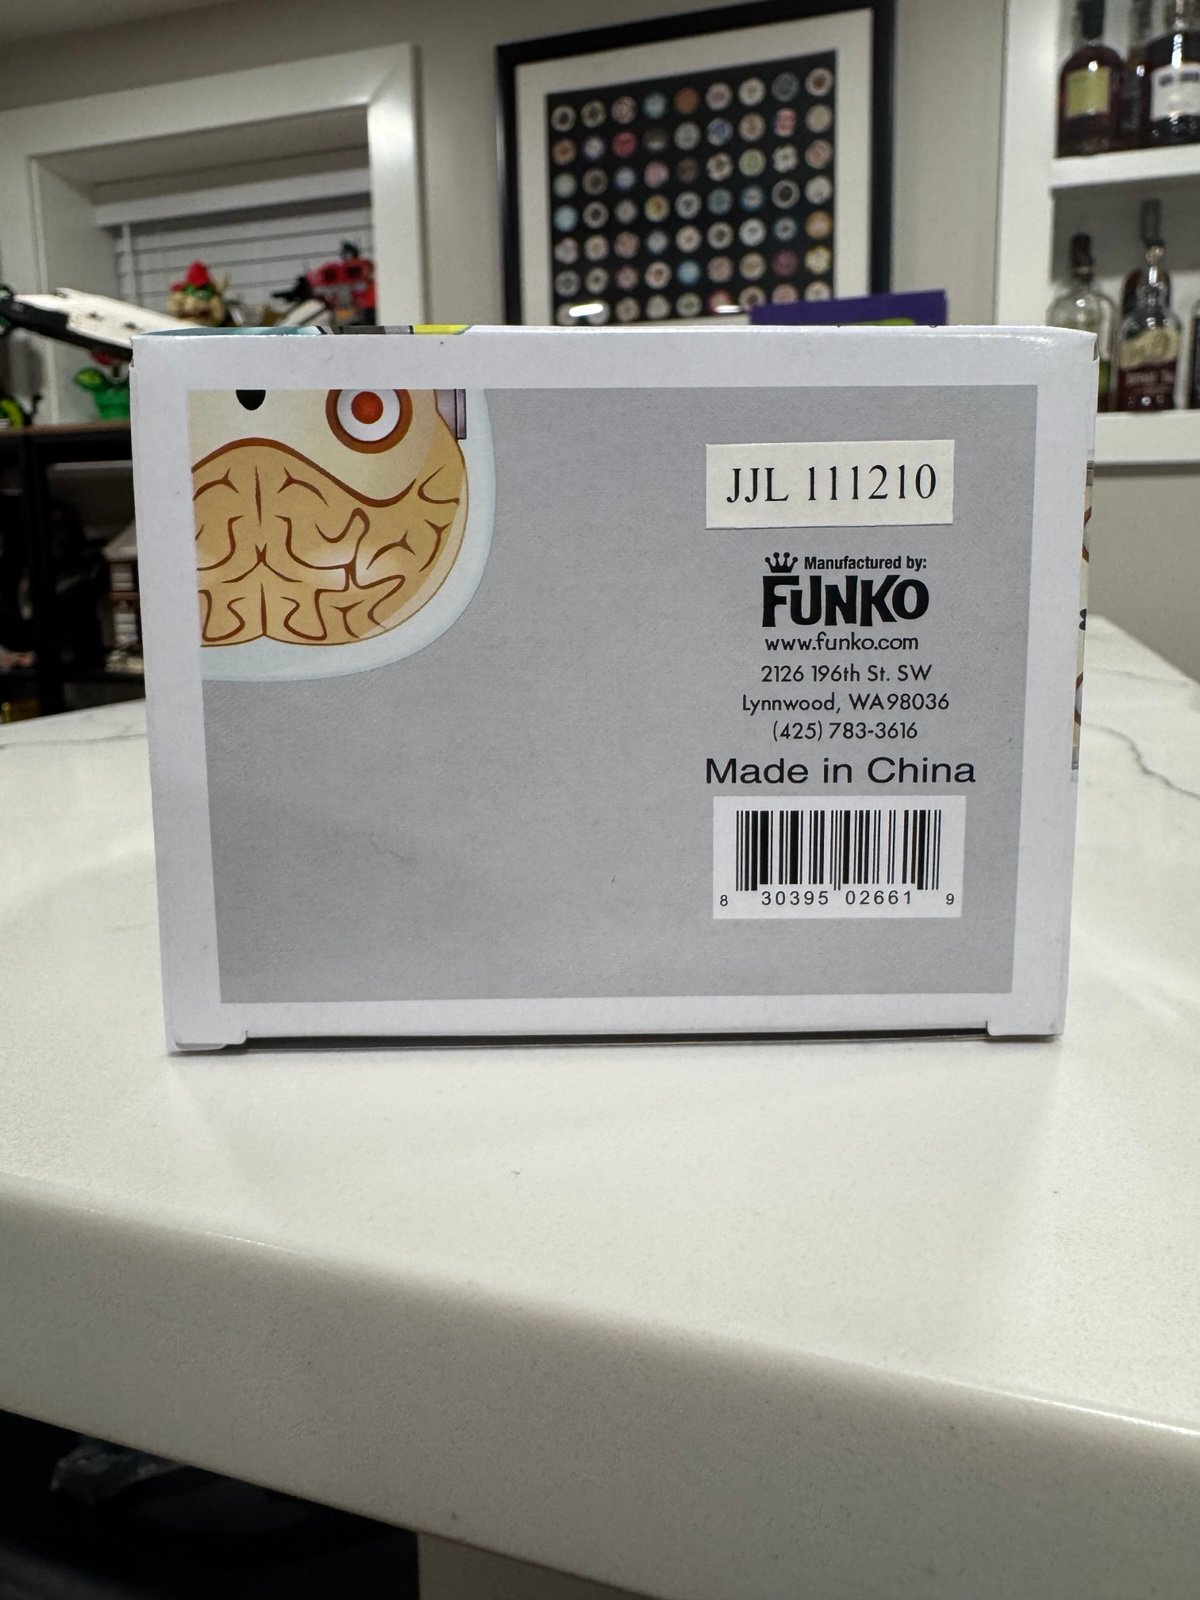 JJL 111210
Manufactured by:
FUNKO
www.funko.com
2126 196th St. SW
Lynnwood, WA98036
(425) 783-3616
Made in China
8 30395 02661 9